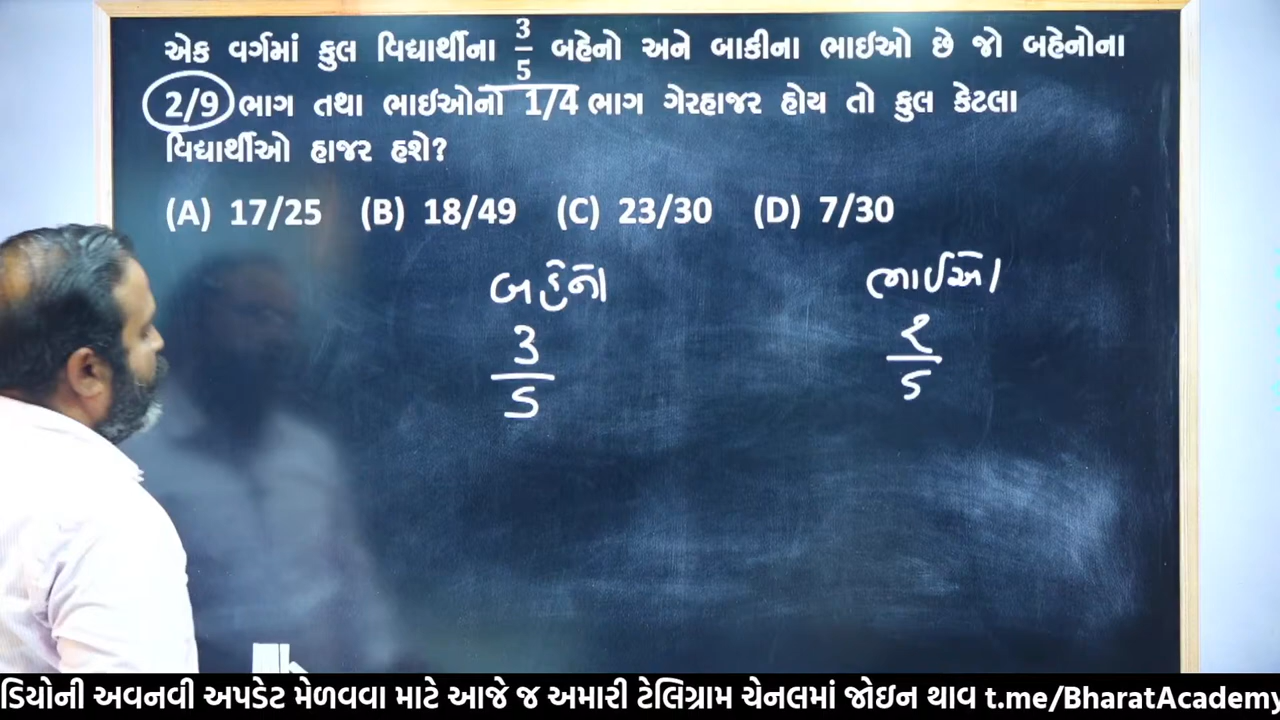 એક વર્ગમાં કુલ વિદ્યાર્થીના 3/5 બહેનો અને બાકીના ભાઈઓ છે જો બહેનોના
2/9 ભાગ તથા ભાઈઓનો 1/4 ભાગ ગેરહાજર હોય તો કુલ કેટલા
વિદ્યાર્થીઓ હાજર હશે?
(A) 17/25 (B) 18/49 (C) 23/30 (D) 7/30
બહેનો ભાઈઓ
3/5 ૨/5
ડિયોની અવનવી અપડેટ મેળવવા માટે આજે જ અમારી ટેલિગ્રામ ચેનલમાં જોઇન થાવ t.me/BharatAcademy